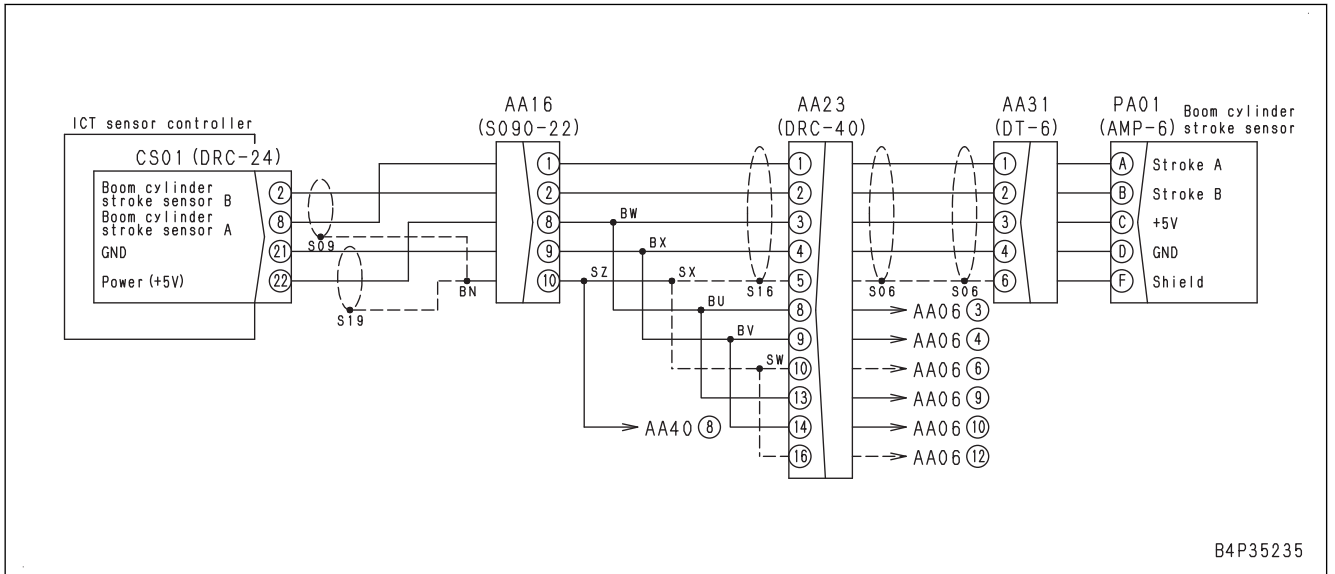 ICT sensor controller
CS01 (DRC-24)
Boom cylinder
stroke sensor B
2
Boom cylinder
stroke sensor A
8
GND
21
Power (+5V)
22
S09
S19
BN
AA16
(S090-22)
1
2
8
9
10
BW
BX
SZ
SX
BU
BV
SW
S16
AA40 8
AA23
(DRC-40)
1
2
3
4
5
8
9
10
13
14
16
S06
S06
AA06 3
AA06 4
AA06 6
AA06 9
AA06 10
AA06 12
AA31
(DT-6)
1
2
3
4
6
PA01
(AMP-6)
Boom cylinder
stroke sensor
A Stroke A
B Stroke B
C +5V
D GND
F Shield
B4P35235